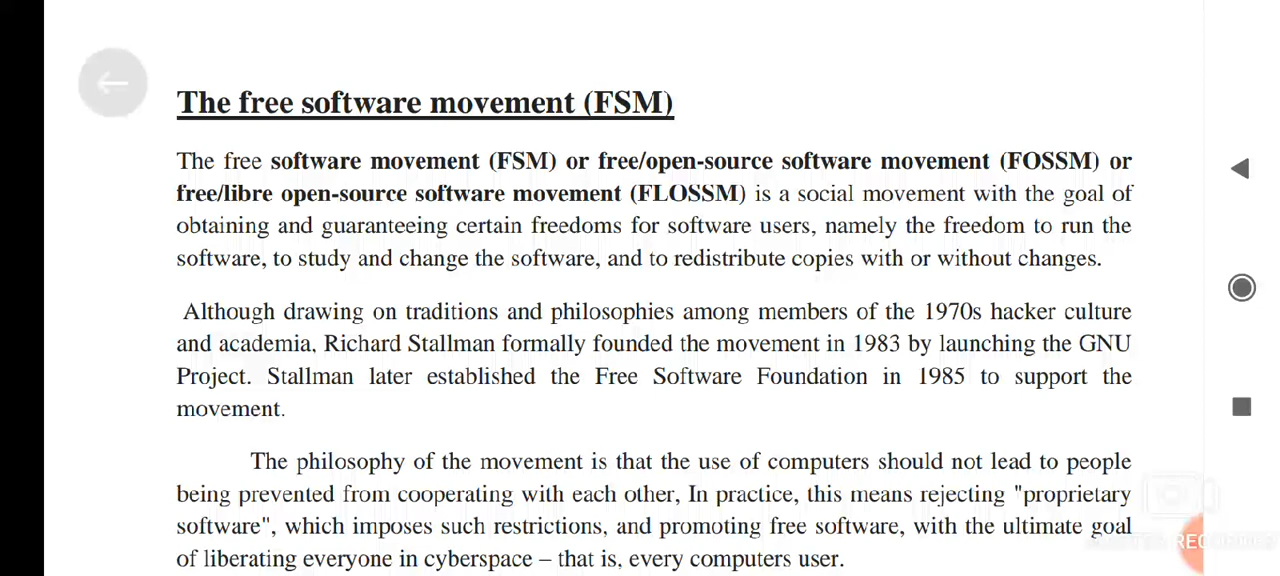 The free software movement (FSM)
The free software movement (FSM) or free/open-source software movement (FOSSM) or
free/libre open-source software movement (FLOSSM) is a social movement with the goal of
obtaining and guaranteeing certain freedoms for software users, namely the freedom to run the
software, to study and change the software, and to redistribute copies with or without changes.
Although drawing on traditions and philosophies among members of the 1970s hacker culture
and academia, Richard Stallman formally founded the movement in 1983 by launching the GNU
Project. Stallman later established the Free Software Foundation in 1985 to support the
movement.
The philosophy of the movement is that the use of computers should not lead to people
being prevented from cooperating with each other, In practice, this means rejecting "proprietary
software", which imposes such restrictions, and promoting free software, with the ultimate goal
of liberating everyone in cyberspace – that is, every computers user.